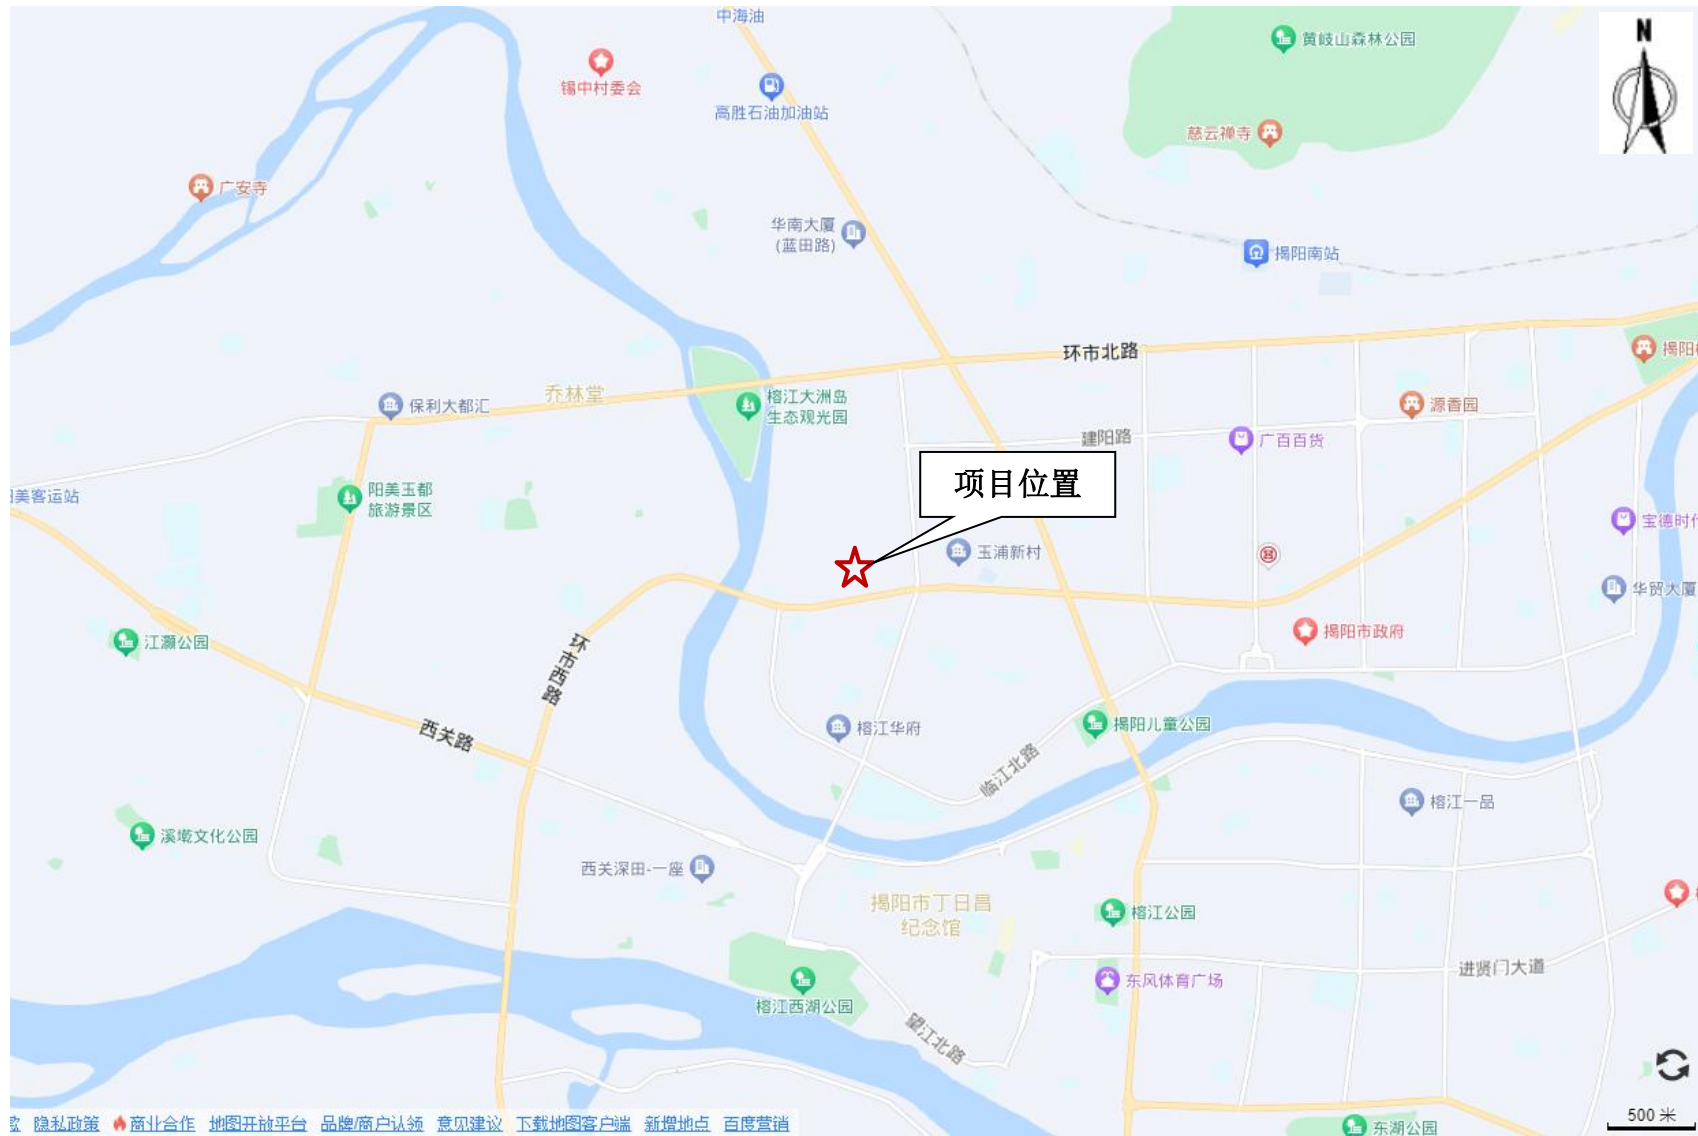 中海油
黄岐山森林公园
N
锡中村委会
高胜石油加油站
慈云禅寺
广安寺
华南大厦
(蓝田路)
揭阳南站
环市北路
揭阳
乔林堂
保利大都汇
榕江大洲岛
生态观光园
源香园
建阳路
广百百货
项目位置
美客运站
阳美玉都
旅游景区
宝德时
玉浦新村
华贸大厦
江灏公园
揭阳市政府
环市西路
西关路
榕江华府
揭阳儿童公园
临江北路
榕江一品
溪墘文化公园
西关深田-一座
揭阳市丁日昌
纪念馆
榕江公园
进贤门大道
东风体育广场
榕江西湖公园
望江北路
500 米
隐私政策 商业合作 地图开放平台 品牌/商户认领 意见建议 下载地图客户端 新增地点 百度营销
东湖公园